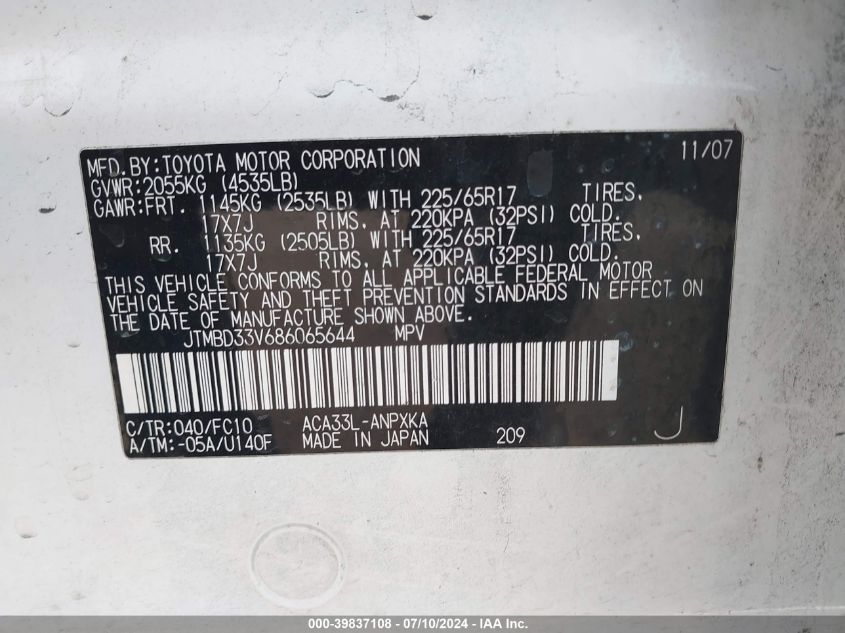 MFD.BY:TOYOTA MOTOR CORPORATION 11/07
GVWR:2055KG (4535LB)
GAWR:FRT. 1145KG (2535LB) WITH 225/65R17 TIRES,
17X7J RIMS, AT 220KPA (32PSI) COLD.
RR. 1135KG (2505LB) WITH 225/65R17 TIRES,
17X7J RIMS, AT 220KPA (32PSI) COLD.
THIS VEHICLE CONFORMS TO ALL APPLICABLE FEDERAL MOTOR
VEHICLE SAFETY AND THEFT PREVENTION STANDARDS IN EFFECT ON
THE DATE OF MANUFACTURE SHOWN ABOVE.
JTMBD33V686065644 MPV
C/TR:040/FC10 ACA33L-ANPXKA
A/TM:-05A/U140F MADE IN JAPAN 209 J
000-39837108 - 07/10/2024 - IAA Inc.